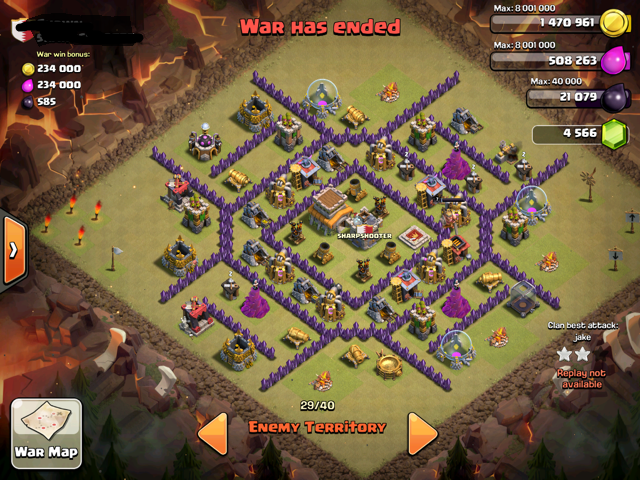 War has ended
War win bonus:
234 000
234 000
585
Max: 8 001 000
1 470 961
Max: 8 001 000
508 263
Max: 40 000
21 079
4 566
SHARPSHOOTER
Clan best attack:
jake
Replay not
available
29/40
Enemy Territory
War Map